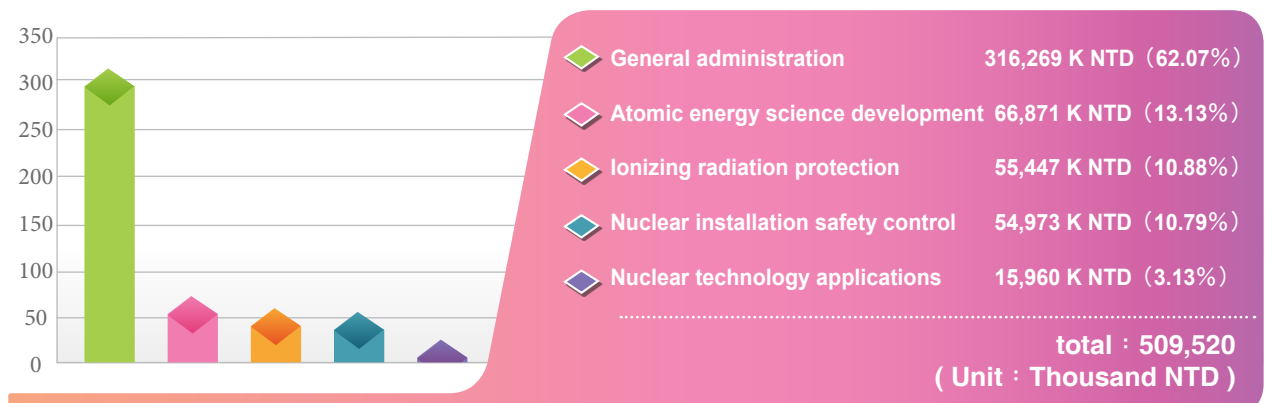 350
300
250
200
150
100
50
0
General administration 316,269 K NTD（62.07%）
Atomic energy science development 66,871 K NTD（13.13%）
Ionizing radiation protection 55,447 K NTD（10.88%）
Nuclear installation safety control 54,973 K NTD（10.79%）
Nuclear technology applications 15,960 K NTD（3.13%）
total：509,520
( Unit：Thousand NTD )